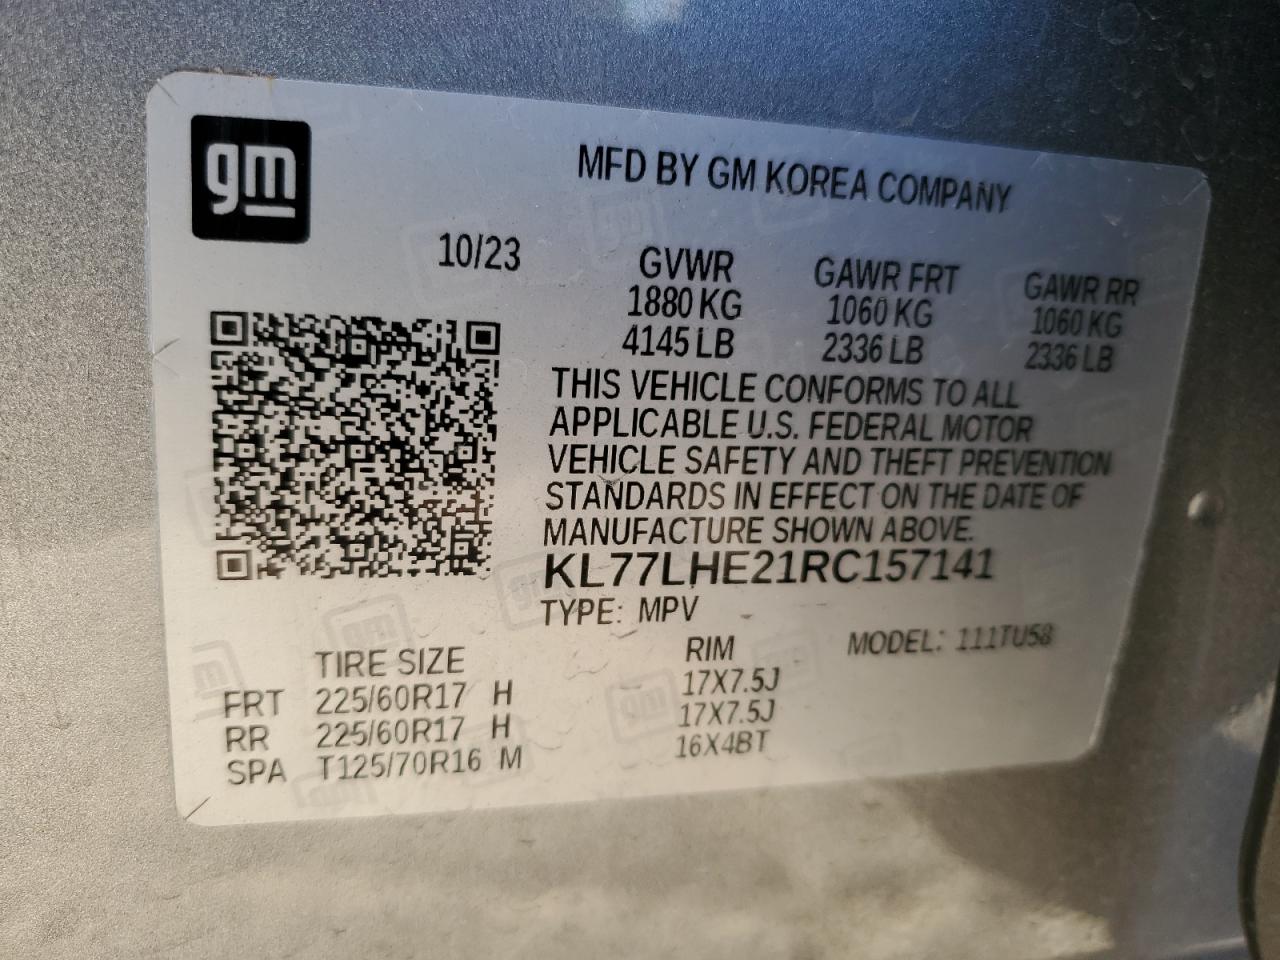 gm
MFD BY GM KOREA COMPANY
10/23
GVWR GAWR FRT GAWR RR
1880 KG 1060 KG 1060 KG
4145 LB 2336 LB 2336 LB
THIS VEHICLE CONFORMS TO ALL
APPLICABLE U.S. FEDERAL MOTOR
VEHICLE SAFETY AND THEFT PREVENTION
STANDARDS IN EFFECT ON THE DATE OF
MANUFACTURE SHOWN ABOVE.
KL77LHE21RC157141
TYPE: MPV
MODEL: 111TU58
TIRE SIZE RIM
FRT 225/60R17 H 17X7.5J
RR 225/60R17 H 17X7.5J
SPA T125/70R16 M 16X4BT